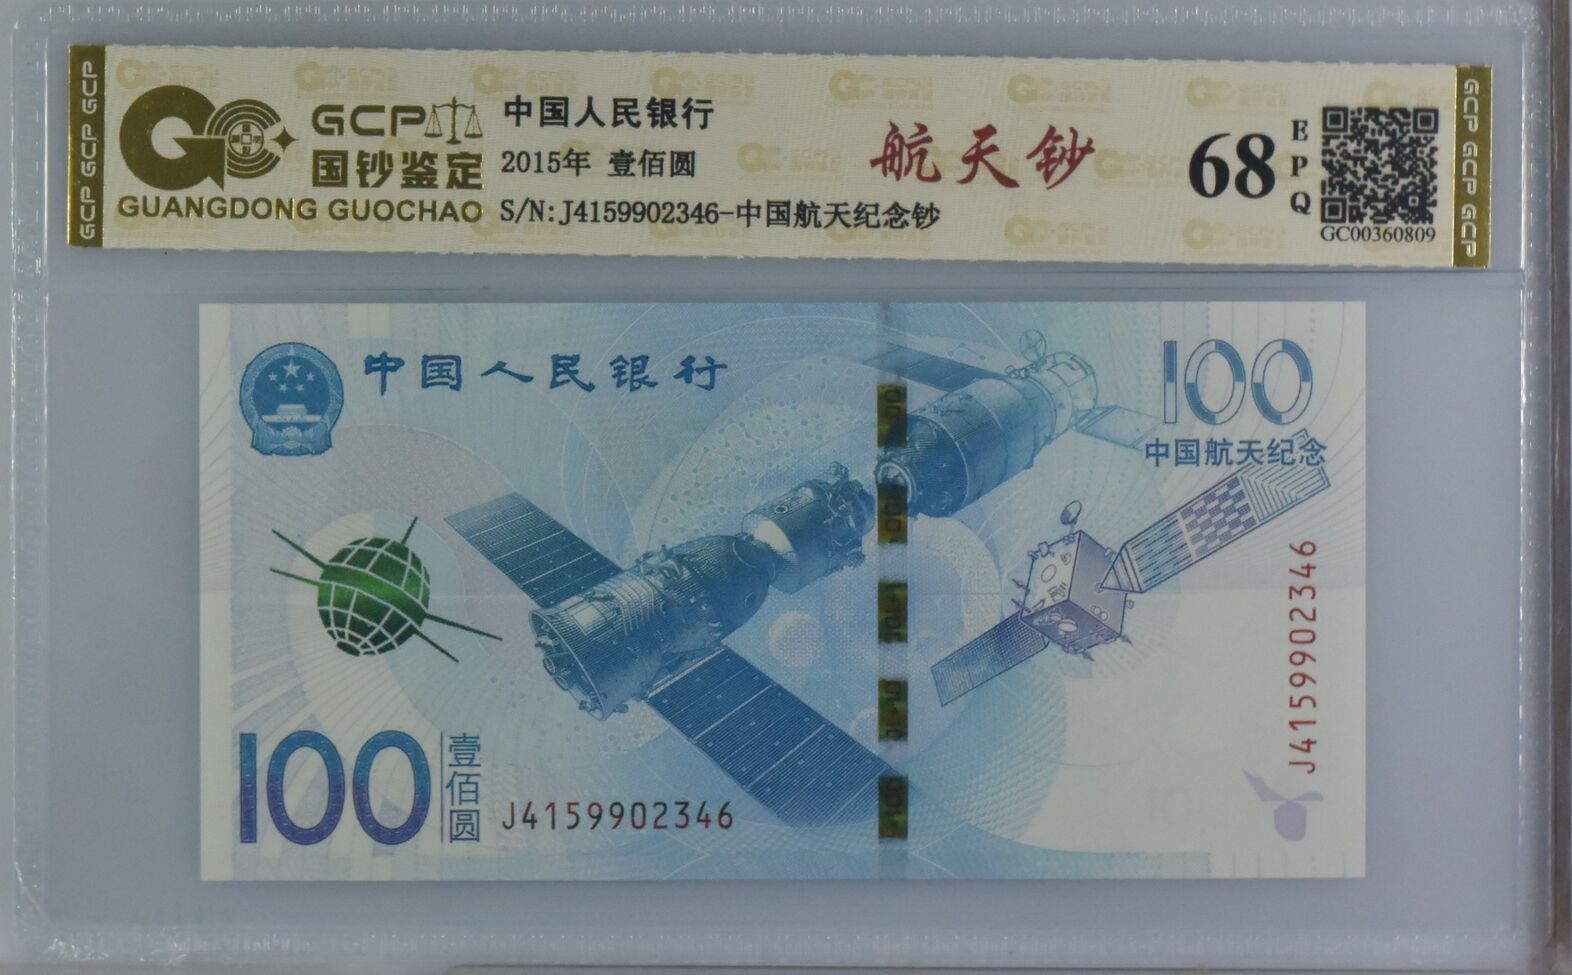 GCP GCP GCP
GCP
国钞鉴定
GUANGDONG GUOCHAO
中国人民银行
2015年 壹佰圆
S/N:J4159902346-中国航天纪念钞
航天钞
68
EPQ
GC00360809
GCP GCP GCP
中国人民银行
100
中国航天纪念
J4159902346
100
壹佰圆
J4159902346